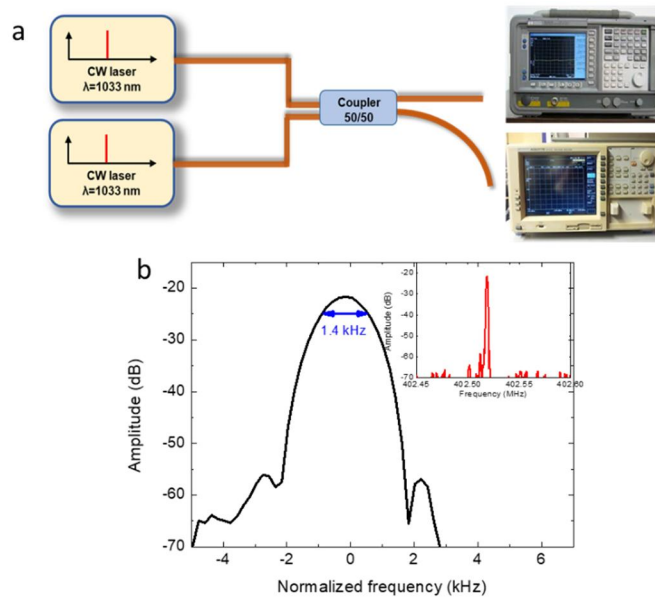 a
CW laser
λ=1033 nm
CW laser
λ=1033 nm
Coupler
50/50
b
-20
-30
-40
-50
-60
-70
Amplitude (dB)
1.4 kHz
-20
-30
-40
-50
-60
-70
Amplitude (dB)
402.45 402.50 402.55 402.60
Frequency (MHz)
-4 -2 0 2 4 6
Normalized frequency (kHz)